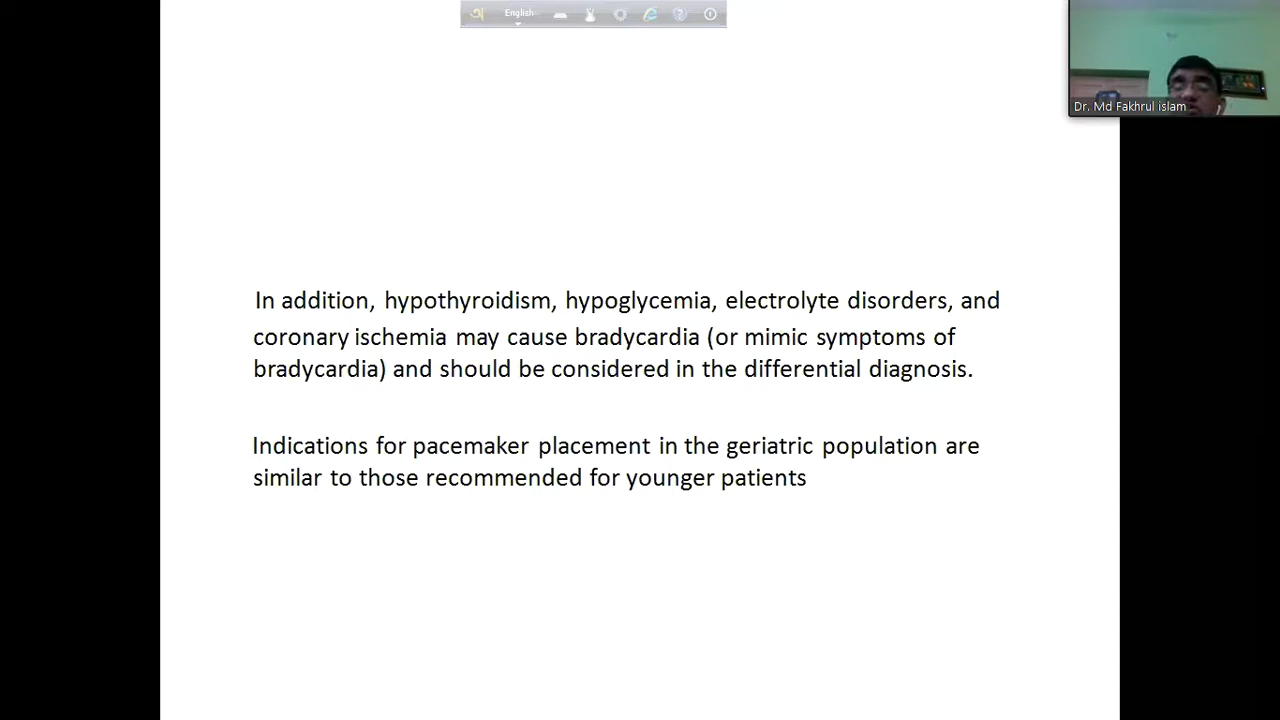 অ English
Dr. Md Fakhrul islam
In addition, hypothyroidism, hypoglycemia, electrolyte disorders, and
coronary ischemia may cause bradycardia (or mimic symptoms of
bradycardia) and should be considered in the differential diagnosis.
Indications for pacemaker placement in the geriatric population are
similar to those recommended for younger patients